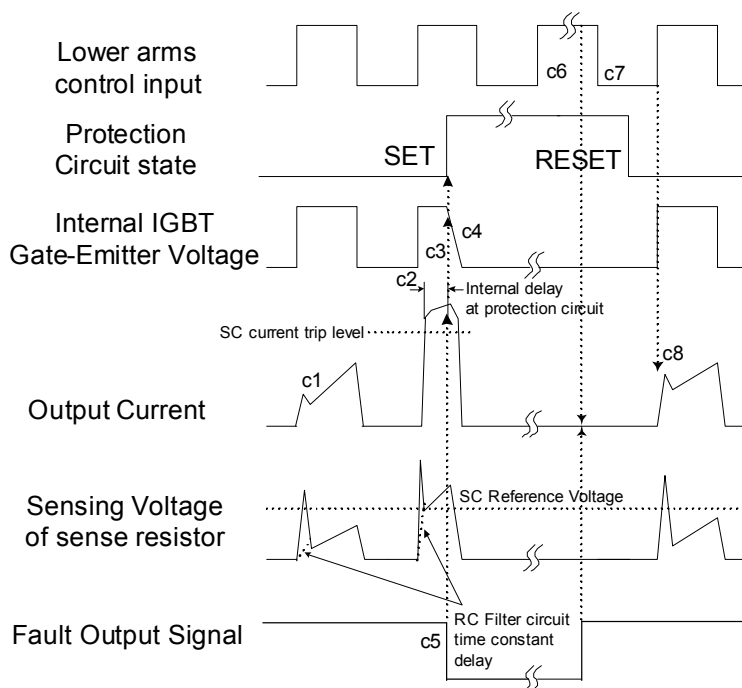 Lower arms
control input
c6
c7
Protection
Circuit state
SET
RESET
Internal IGBT
Gate-Emitter Voltage
c3
c4
c2
Internal delay
at protection circuit
SC current trip level
c1
c8
Output Current
SC Reference Voltage
Sensing Voltage
of sense resistor
RC Filter circuit
time constant
delay
Fault Output Signal
c5